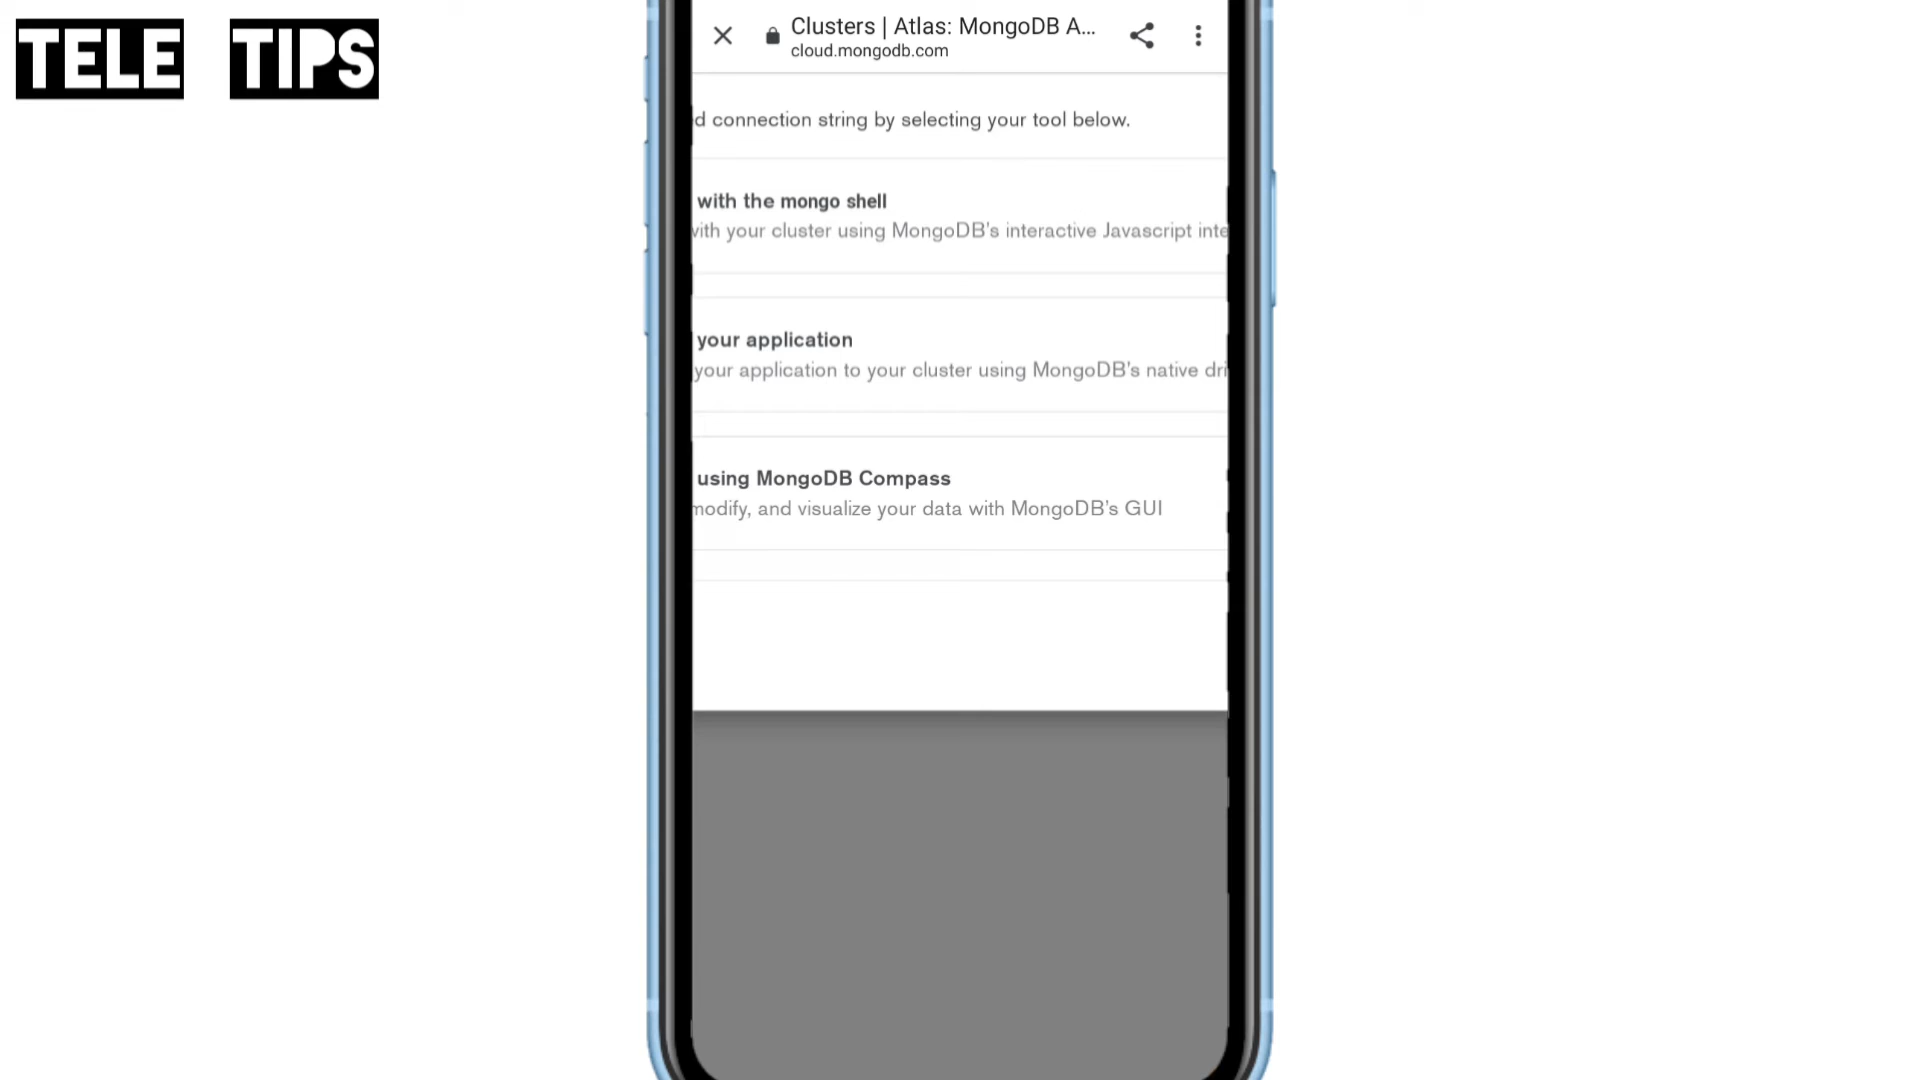 TELE TIPS
Clusters | Atlas: MongoDB A...
cloud.mongodb.com
d connection string by selecting your tool below.
with the mongo shell
with your cluster using MongoDB's interactive Javascript inte
your application
your application to your cluster using MongoDB's native dri
using MongoDB Compass
modify, and visualize your data with MongoDB's GUI